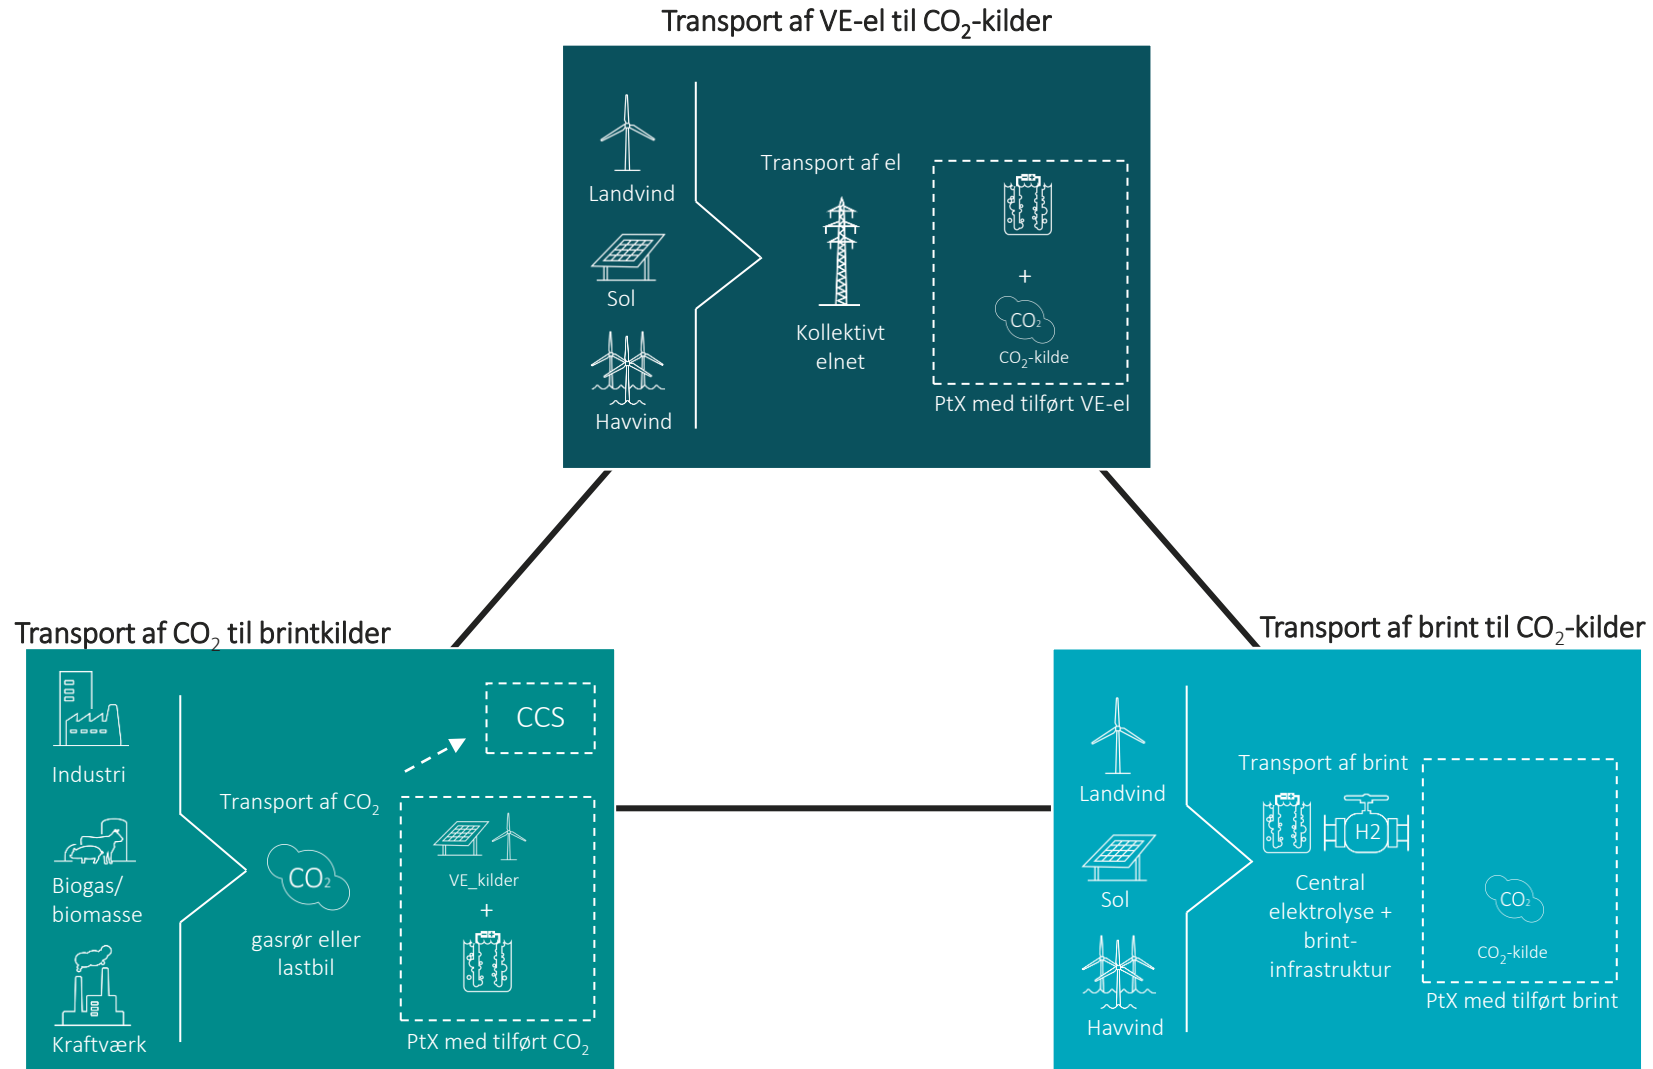 Transport af VE-el til CO₂-kilder
Landvind
Sol
Havvind
Transport af el
Kollektivt
elnet
+
CO₂
CO₂-kilde
PtX med tilført VE-el
Transport af CO₂ til brintkilder
Industri
Biogas/
biomasse
Kraftværk
Transport af CO₂
CO₂
gasrør eller
lastbil
CCS
VE_kilder
+
PtX med tilført CO₂
Transport af brint til CO₂-kilder
Landvind
Sol
Havvind
Transport af brint
H2
Central
elektrolyse +
brint-
infrastruktur
CO₂
CO₂-kilde
PtX med tilført brint